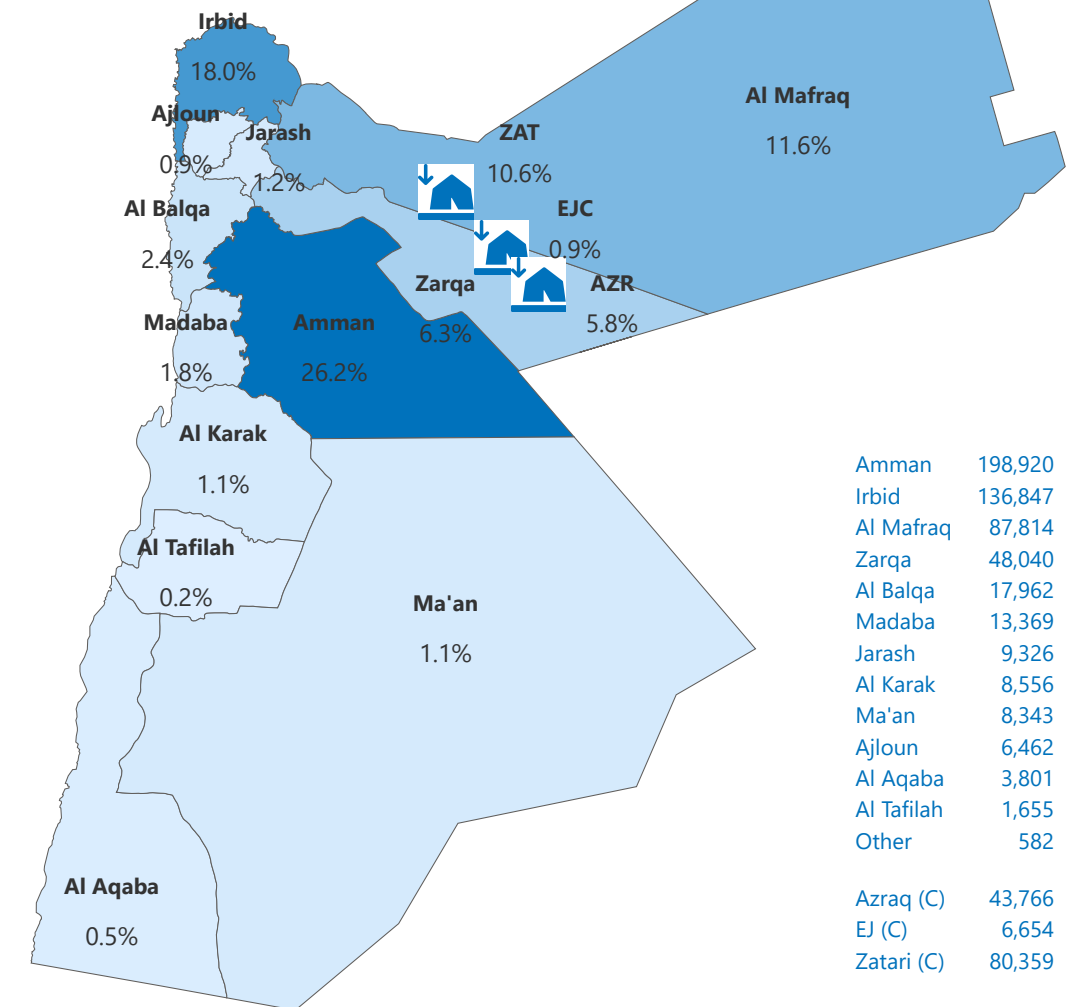 Irbid
18.0%
Al Mafraq
11.6%
Ajloun
0.9%
Jarash
1.2%
ZAT
10.6%
Al Balqa
2.4%
EJC
0.9%
Zarqa
6.3%
AZR
5.8%
Madaba
1.8%
Amman
26.2%
Al Karak
1.1%
Al Tafilah
0.2%
Ma'an
1.1%
Al Aqaba
0.5%
Amman 198,920
Irbid 136,847
Al Mafraq 87,814
Zarqa 48,040
Al Balqa 17,962
Madaba 13,369
Jarash 9,326
Al Karak 8,556
Ma'an 8,343
Ajloun 6,462
Al Aqaba 3,801
Al Tafilah 1,655
Other 582
Azraq (C) 43,766
EJ (C) 6,654
Zatari (C) 80,359